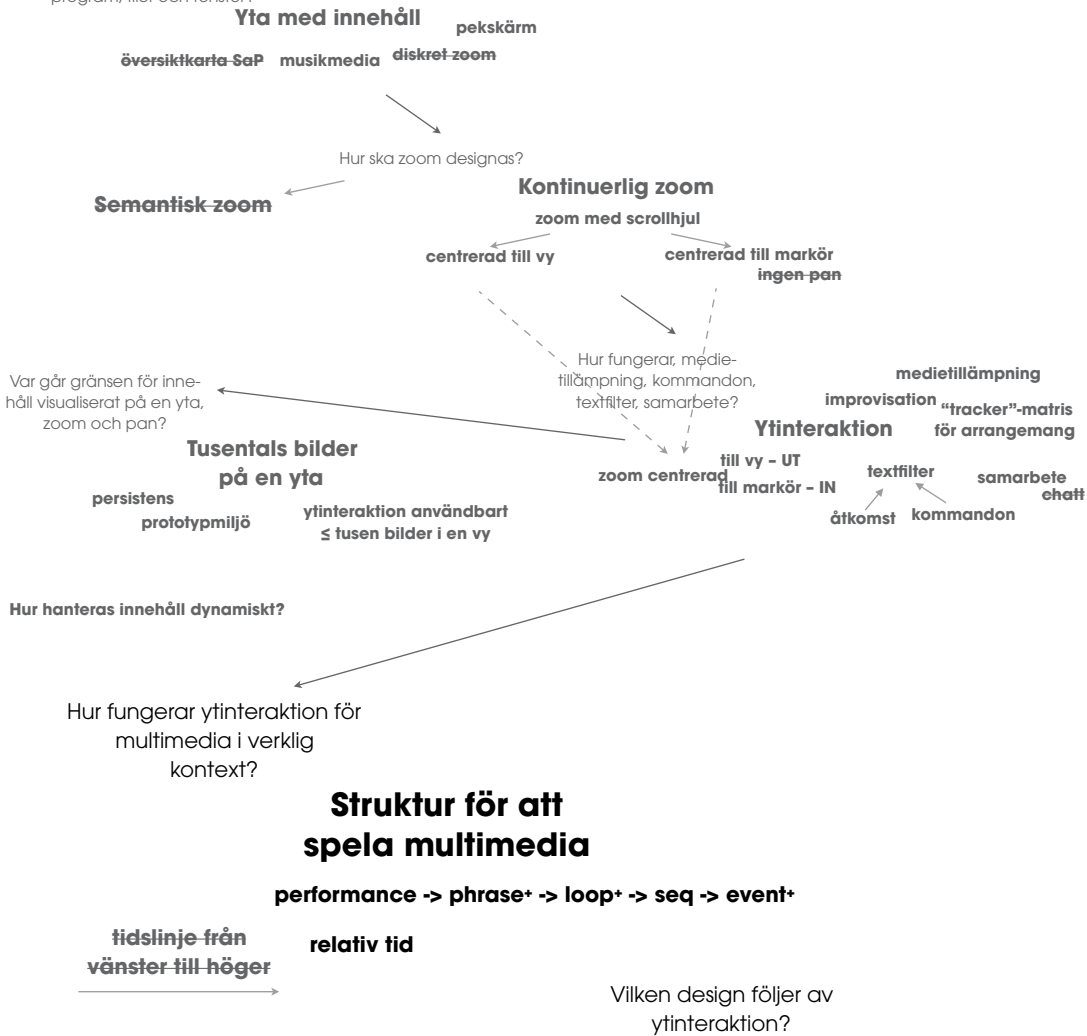 program, filer och fönster?
Yta med innehåll
pekskärm
översiktkarta SaP musikmedia diskret zoom
Hur ska zoom designas?
Semantisk zoom
Kontinuerlig zoom
zoom med scrollhjul
centrerad till vy
centrerad till markör
ingen pan
Hur fungerar, medie-
tillämpning, kommandon,
textfilter, samarbete?
Var går gränsen för inne-
håll visualiserat på en yta,
zoom och pan?
Tusentals bilder
på en yta
persistens
prototypmiljö
ytinteraktion användbart
≤ tusen bilder i en vy
medietillämpning
improvisation
"tracker"-matris
för arrangemang
Ytinteraktion
zoom centrerad
till vy – UT
till markör – IN
textfilter
samarbete
chatt
åtkomst
kommandon
Hur hanteras innehåll dynamiskt?
Hur fungerar ytinteraktion för
multimedia i verklig
kontext?
Struktur för att
spela multimedia
performance -> phrase+ -> loop+ -> seq -> event+
tidslinje från
vänster till höger
relativ tid
Vilken design följer av
ytinteraktion?